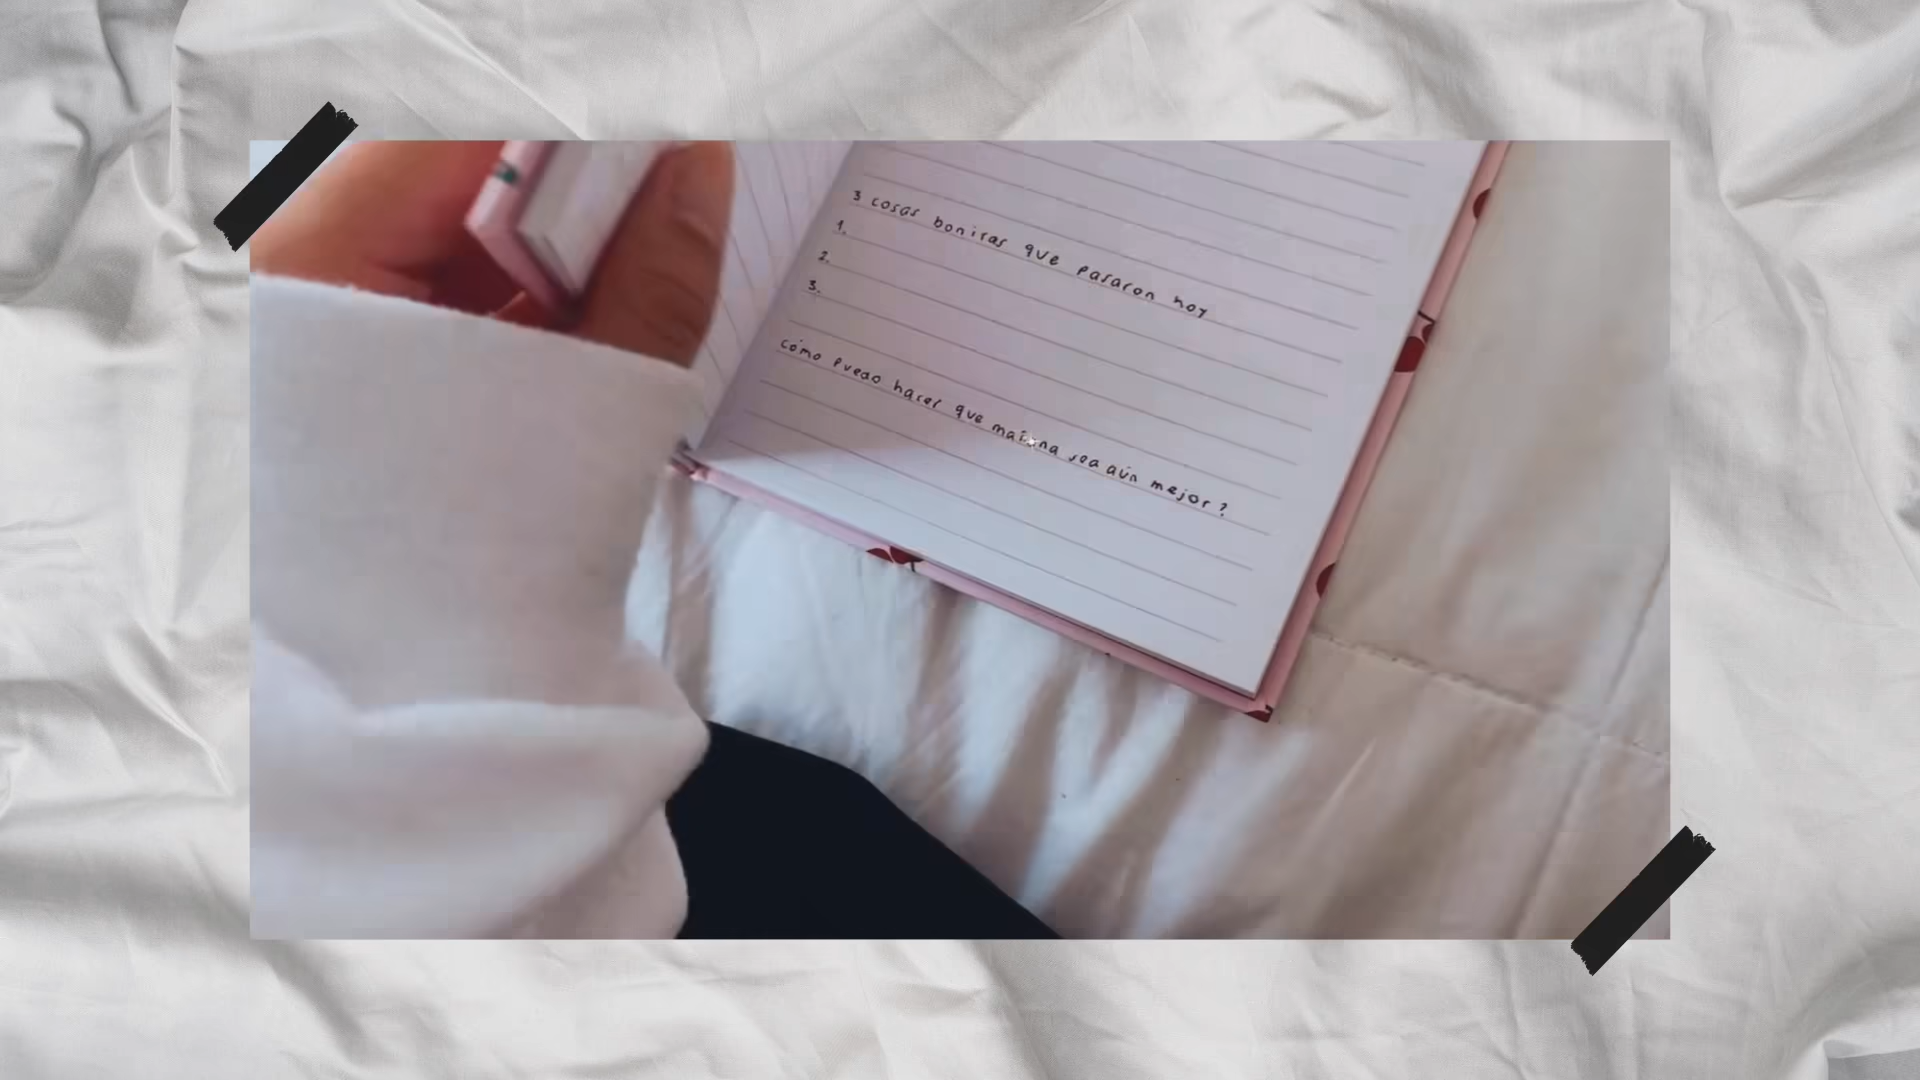 3 cosas bonitas que pasaron hoy
1.
2.
3.
cómo puedo hacer que mañana sea aún mejor?